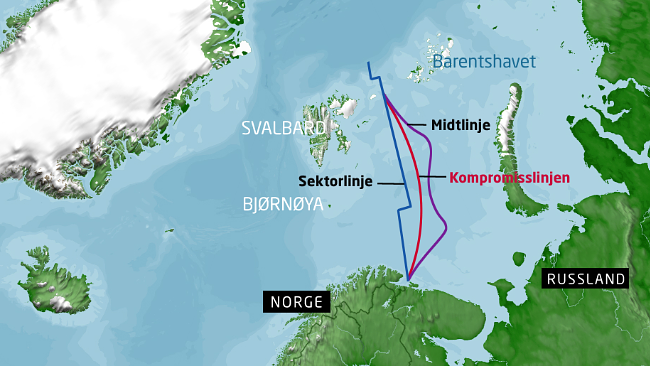 Barentshavet
SVALBARD
Midtlinje
Sektorlinje
Kompromisslinjen
BJØRNØYA
RUSSLAND
NORGE